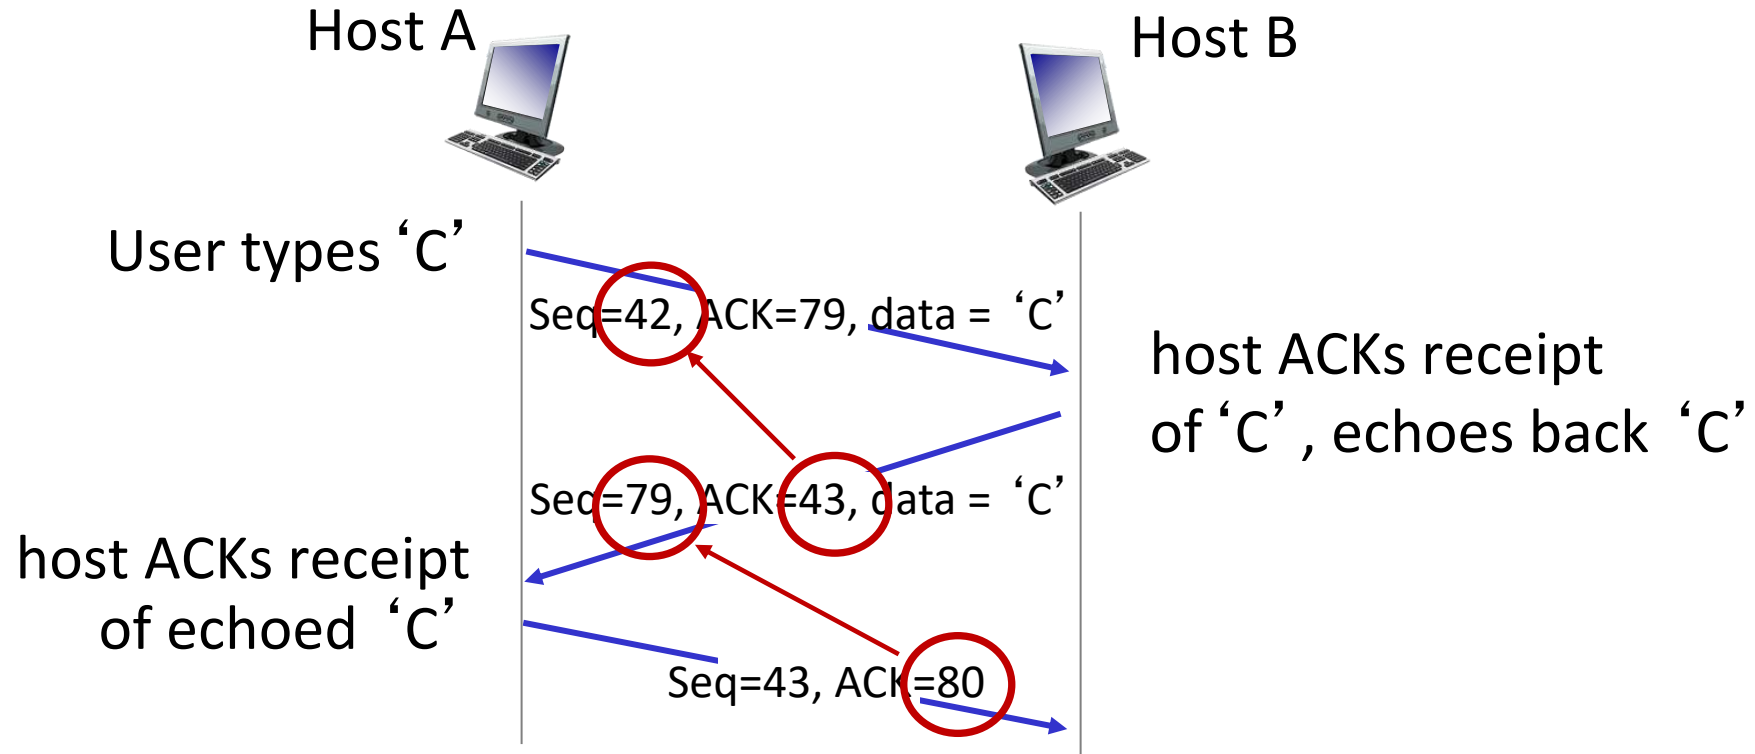 Host A
Host B
User types ‘C’
Seq=42, ACK=79, data = ‘C’
host ACKs receipt
of ‘C’, echoes back ‘C’
Seq=79, ACK=43, data = ‘C’
host ACKs receipt
of echoed ‘C’
Seq=43, ACK=80